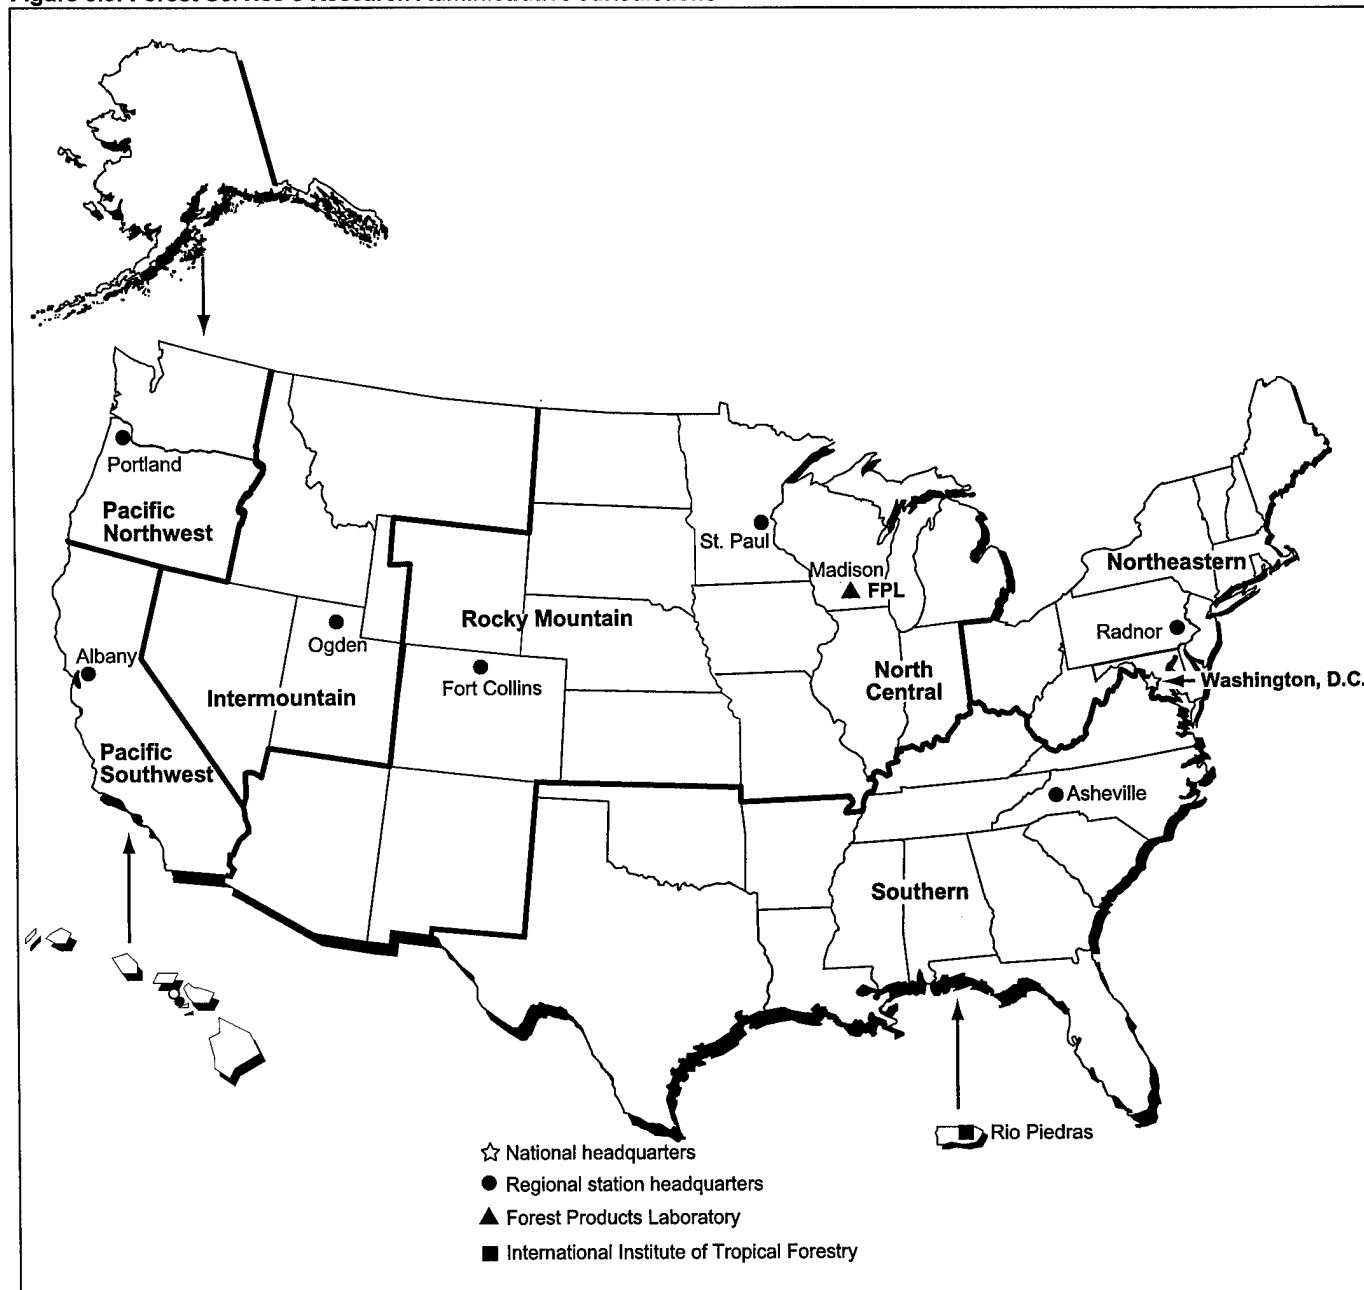 Portland
Pacific
Northwest
St. Paul
Madison
FPL
Northeastern
Rocky Mountain
Radnor
Ogden
Albany
Fort Collins
North
Central
Washington, D.C.
Intermountain
Pacific
Southwest
Asheville
Southern
Rio Piedras
National headquarters
Regional station headquarters
Forest Products Laboratory
International Institute of Tropical Forestry